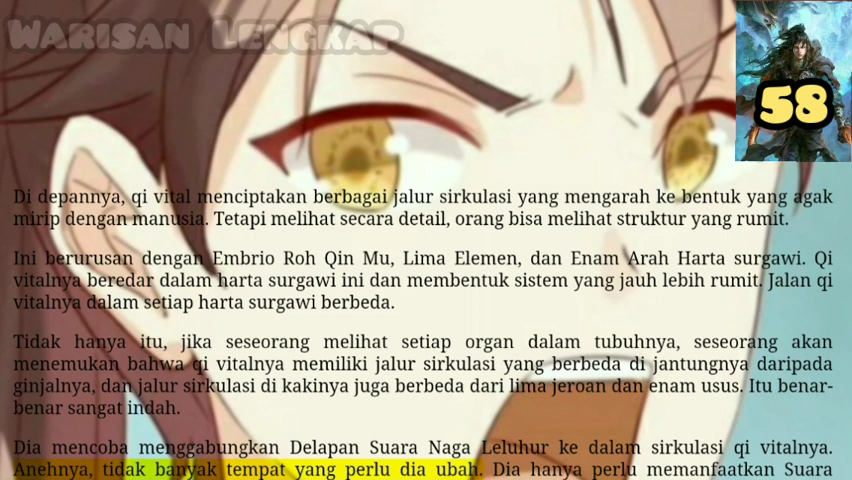 Warisan Lengkap
58
Di depannya, qi vital menciptakan berbagai jalur sirkulasi yang mengarah ke bentuk yang agak
mirip dengan manusia. Tetapi melihat secara detail, orang bisa melihat struktur yang rumit.
Ini berurusan dengan Embrio Roh Qin Mu, Lima Elemen, dan Enam Arah Harta surgawi. Qi
vitalnya beredar dalam harta surgawi ini dan membentuk sistem yang jauh lebih rumit. Jalan qi
vitalnya dalam setiap harta surgawi berbeda.
Tidak hanya itu, jika seseorang melihat setiap organ dalam tubuhnya, seseorang akan
menemukan bahwa qi vitalnya memiliki jalur sirkulasi yang berbeda di jantungnya daripada
ginjalnya, dan jalur sirkulasi di kakinya juga berbeda dari lima jeroan dan enam usus. Itu benar-
benar sangat indah.
Dia mencoba menggabungkan Delapan Suara Naga Leluhur ke dalam sirkulasi qi vitalnya.
Anehnya, tidak banyak tempat yang perlu dia ubah. Dia hanya perlu memanfaatkan Suara